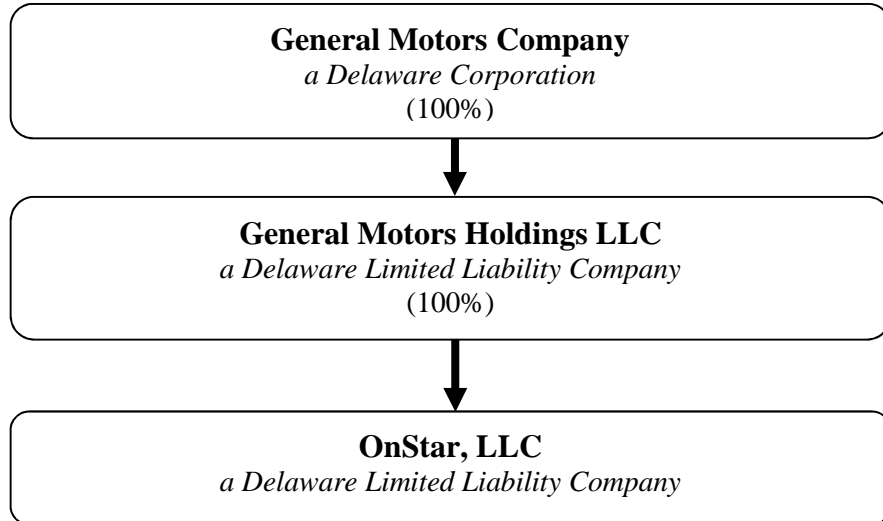 General Motors Company
a Delaware Corporation
(100%)
General Motors Holdings LLC
a Delaware Limited Liability Company
(100%)
OnStar, LLC
a Delaware Limited Liability Company